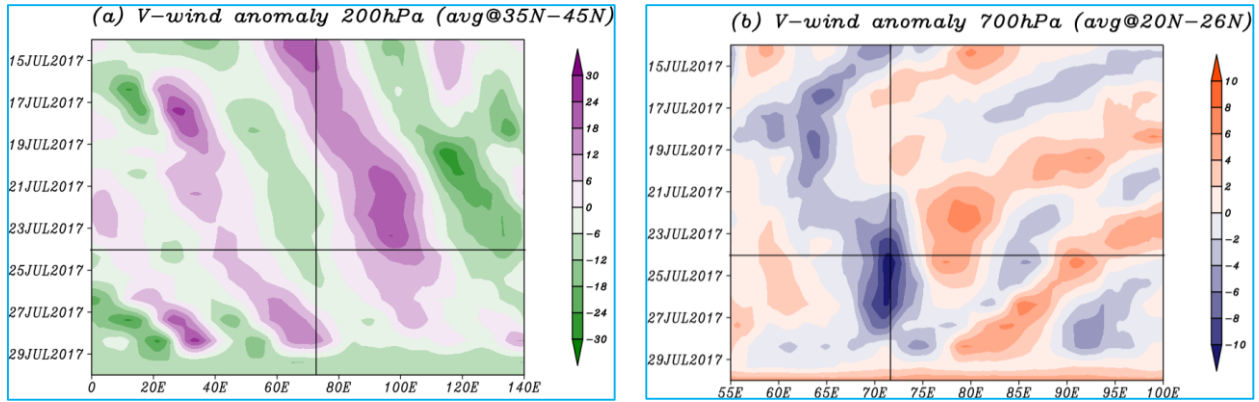 (a) V-wind anomaly 200hPa (avg@35N-45N)
15JUL2017
17JUL2017
19JUL2017
21JUL2017
23JUL2017
25JUL2017
27JUL2017
29JUL2017
0 20E 40E 60E 80E 100E 120E 140E
30
24
18
12
6
0
-6
-12
-18
-24
-30
(b) V-wind anomaly 700hPa (avg@20N-26N)
15JUL2017
17JUL2017
19JUL2017
21JUL2017
23JUL2017
25JUL2017
27JUL2017
29JUL2017
55E 60E 65E 70E 75E 80E 85E 90E 95E 100E
10
8
6
4
2
0
-2
-4
-6
-8
-10